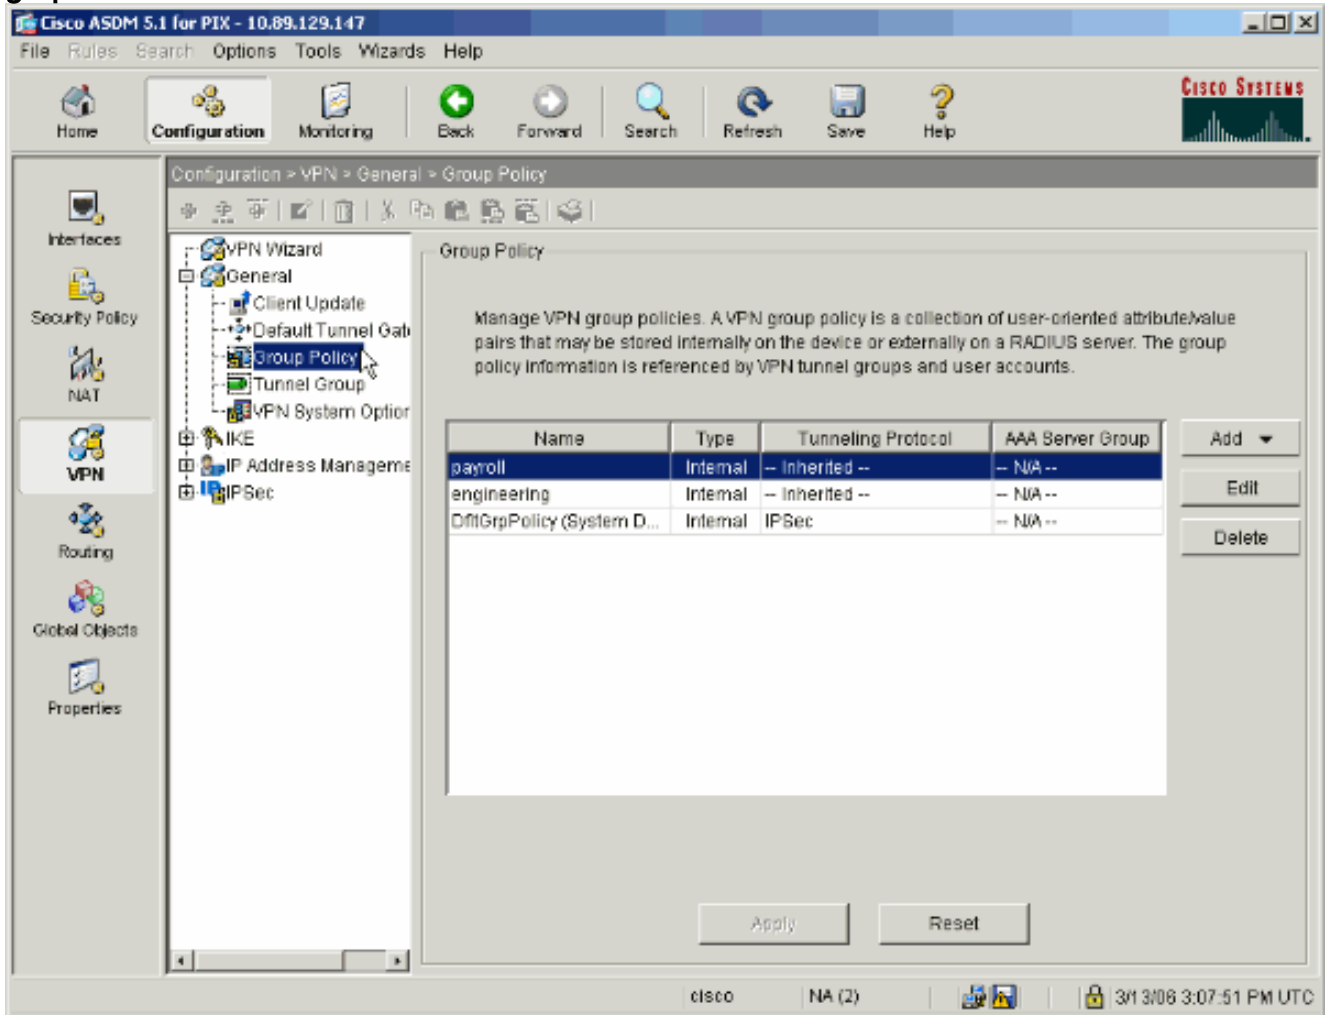 Cisco ASDM 5.1 for PIX - 10.89.129.147
File Rules Search Options Tools Wizards Help
Home Configuration Monitoring Back Forward Search Refresh Save Help
CISCO SYSTEMS
Configuration > VPN > General > Group Policy
Interfaces
Security Policy
NAT
VPN
Routing
Global Objects
Properties
VPN Wizard
General
Client Update
Default Tunnel Gate
Group Policy
Tunnel Group
VPN System Option
IKE
IP Address Manageme
IPSec
Group Policy
Manage VPN group policies. A VPN group policy is a collection of user-oriented attribute/value
pairs that may be stored internally on the device or externally on a RADIUS server. The group
policy information is referenced by VPN tunnel groups and user accounts.
Name Type Tunneling Protocol AAA Server Group
payroll Internal -- Inherited -- -- N/A --
engineering Internal -- Inherited -- -- N/A --
DfltGrpPolicy (System D... Internal IPSec -- N/A --
Add
Edit
Delete
Apply Reset
cisco NA (2) 3/13/06 3:07:51 PM UTC